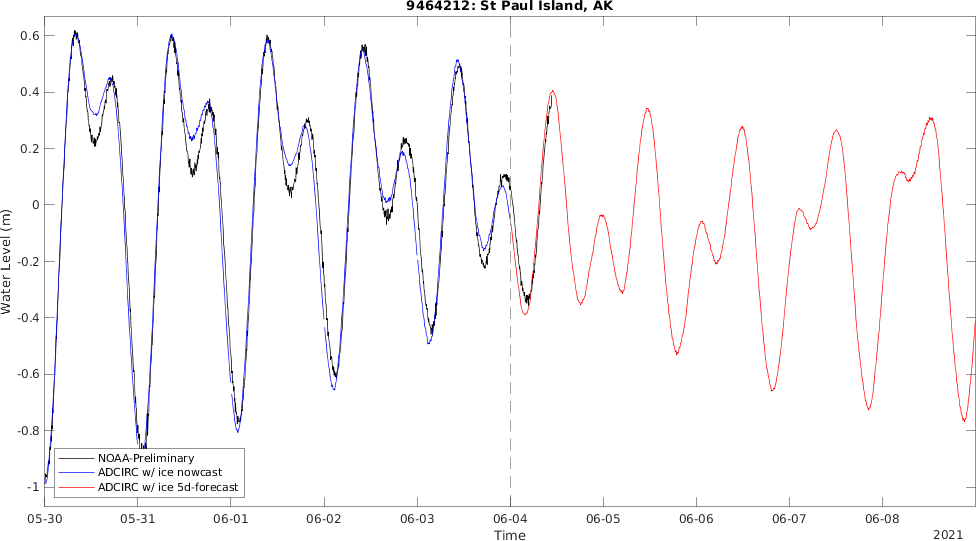 9464212: St Paul Island, AK
0.6
0.4
0.2
0
-0.2
-0.4
-0.6
-0.8
-1
Water Level (m)
NOAA-Preliminary
ADCIRC w/ ice nowcast
ADCIRC w/ ice 5d-forecast
05-30 05-31 06-01 06-02 06-03 06-04 06-05 06-06 06-07 06-08
Time
2021